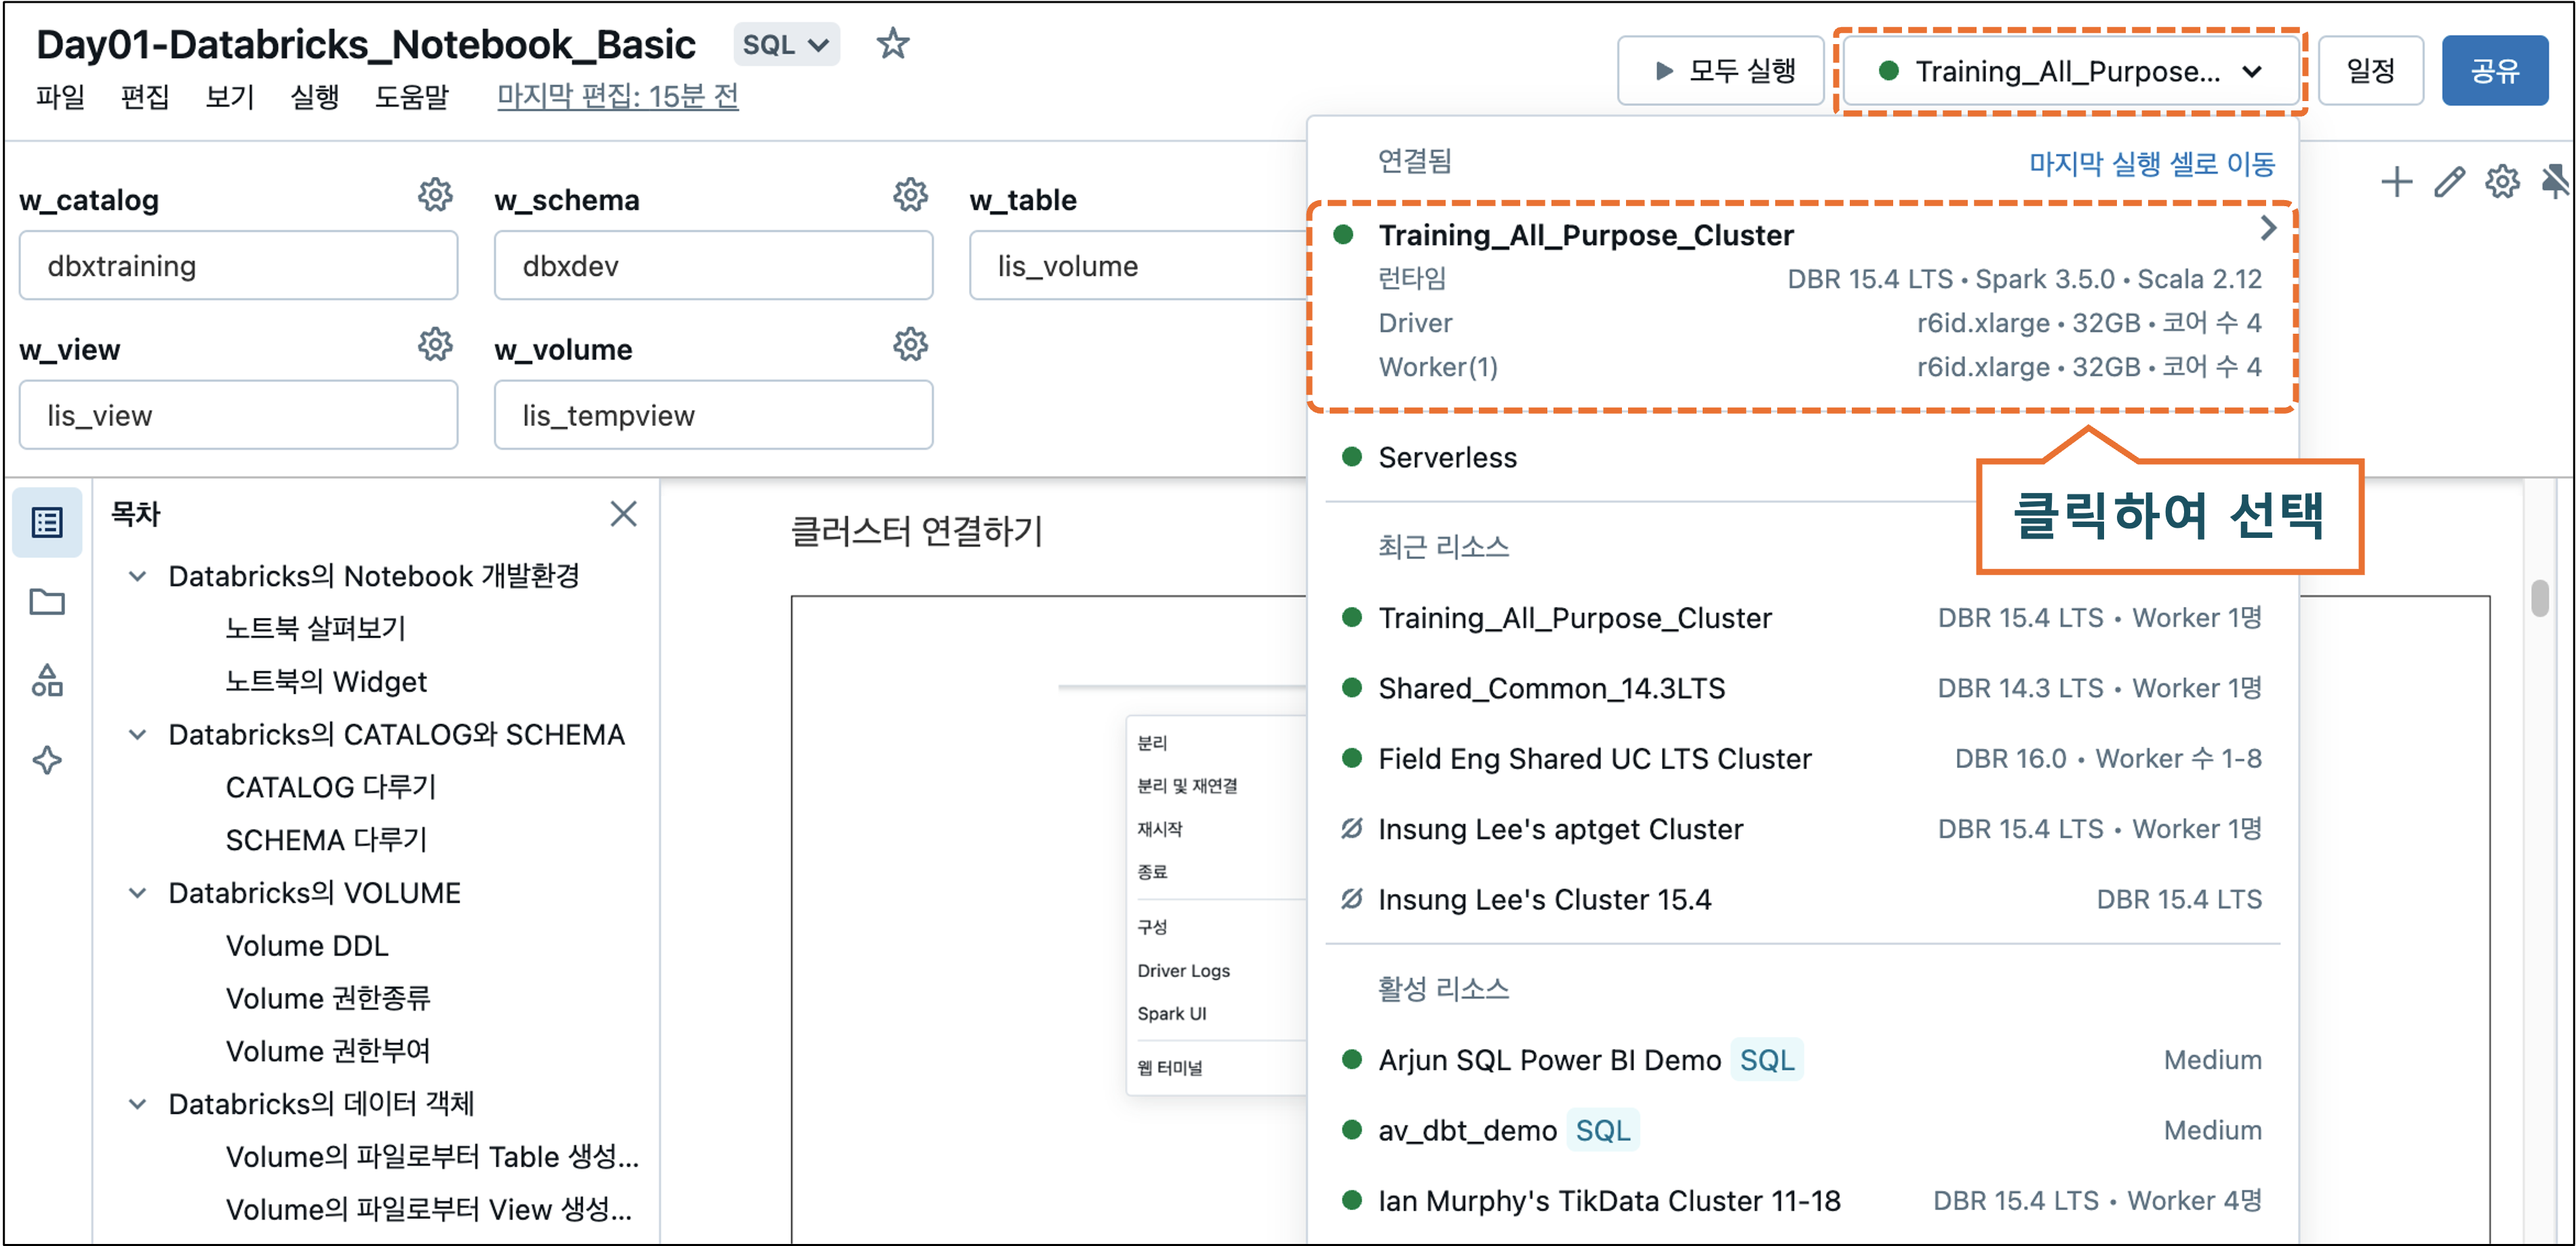 Day01-Databricks_Notebook_Basic SQL
파일 편집 보기 실행 도움말 마지막 편집: 15분 전
모두 실행 Training_All_Purpose... 일정 공유
w_catalog
dbxtraining
w_schema
dbxdev
w_table
lis_volume
w_view
lis_view
w_volume
lis_tempview
목차
Databricks의 Notebook 개발환경
노트북 살펴보기
노트북의 Widget
Databricks의 CATALOG와 SCHEMA
CATALOG 다루기
SCHEMA 다루기
Databricks의 VOLUME
Volume DDL
Volume 권한종류
Volume 권한부여
Databricks의 데이터 객체
Volume의 파일로부터 Table 생성...
Volume의 파일로부터 View 생성...
클러스터 연결하기
분리
분리 및 재연결
재시작
종료
구성
Driver Logs
Spark UI
웹 터미널
연결됨 마지막 실행 셀로 이동
Training_All_Purpose_Cluster
런타임 DBR 15.4 LTS • Spark 3.5.0 • Scala 2.12
Driver r6id.xlarge • 32GB • 코어 수 4
Worker(1) r6id.xlarge • 32GB • 코어 수 4
클릭하여 선택
Serverless
최근 리소스
Training_All_Purpose_Cluster DBR 15.4 LTS • Worker 1명
Shared_Common_14.3LTS DBR 14.3 LTS • Worker 1명
Field Eng Shared UC LTS Cluster DBR 16.0 • Worker 수 1-8
Insung Lee's aptget Cluster DBR 15.4 LTS • Worker 1명
Insung Lee's Cluster 15.4 DBR 15.4 LTS
활성 리소스
Arjun SQL Power BI Demo SQL Medium
av_dbt_demo SQL Medium
Ian Murphy's TikData Cluster 11-18 DBR 15.4 LTS • Worker 4명